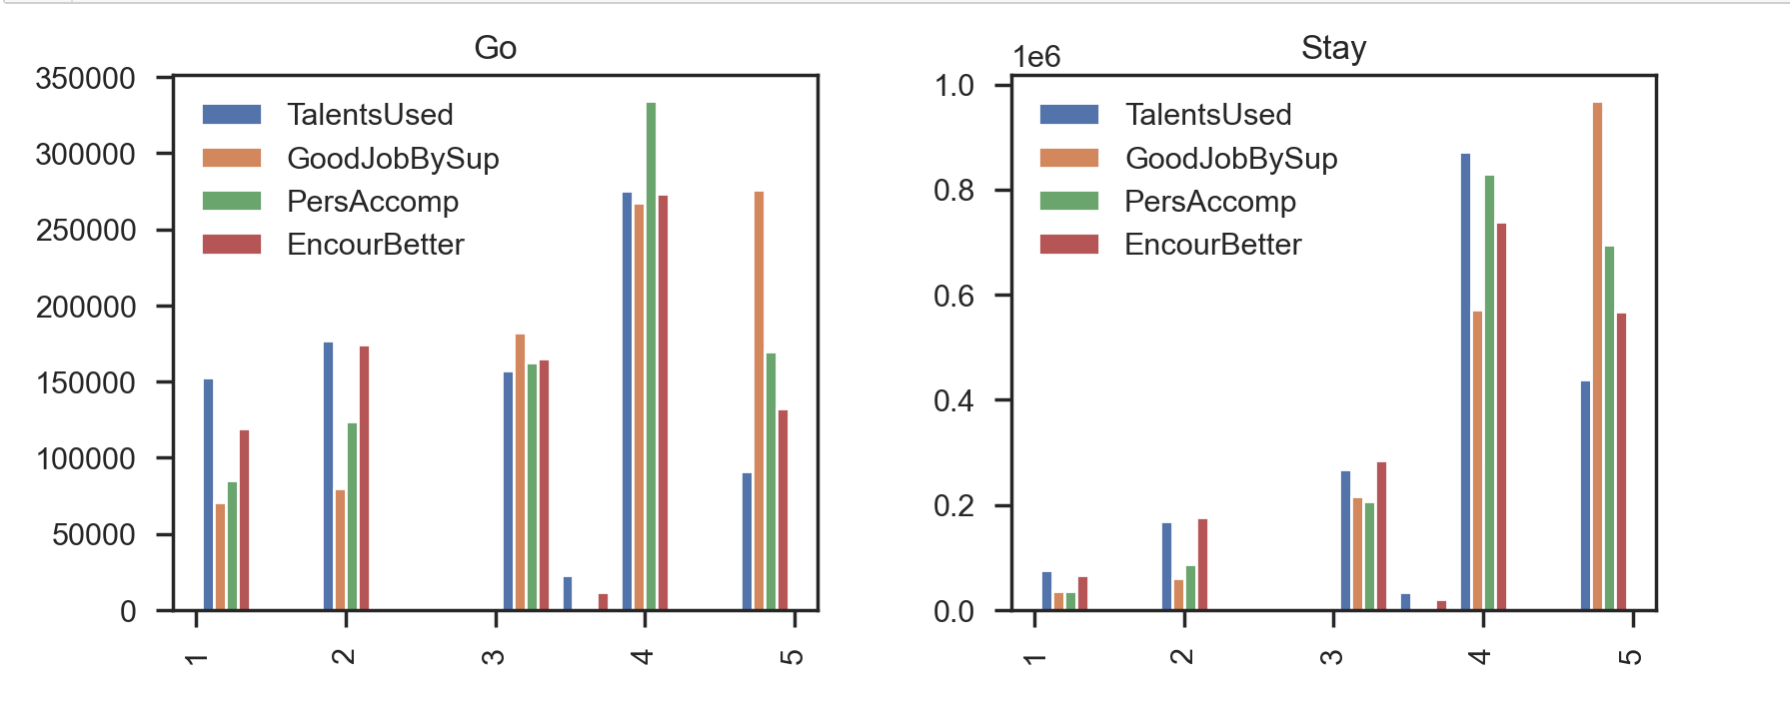 Go
350000
300000
250000
200000
150000
100000
50000
0
TalentsUsed
GoodJobBySup
PersAccomp
EncourBetter
1 2 3 4 5
Stay
1e6
1.0
0.8
0.6
0.4
0.2
0.0
TalentsUsed
GoodJobBySup
PersAccomp
EncourBetter
1 2 3 4 5